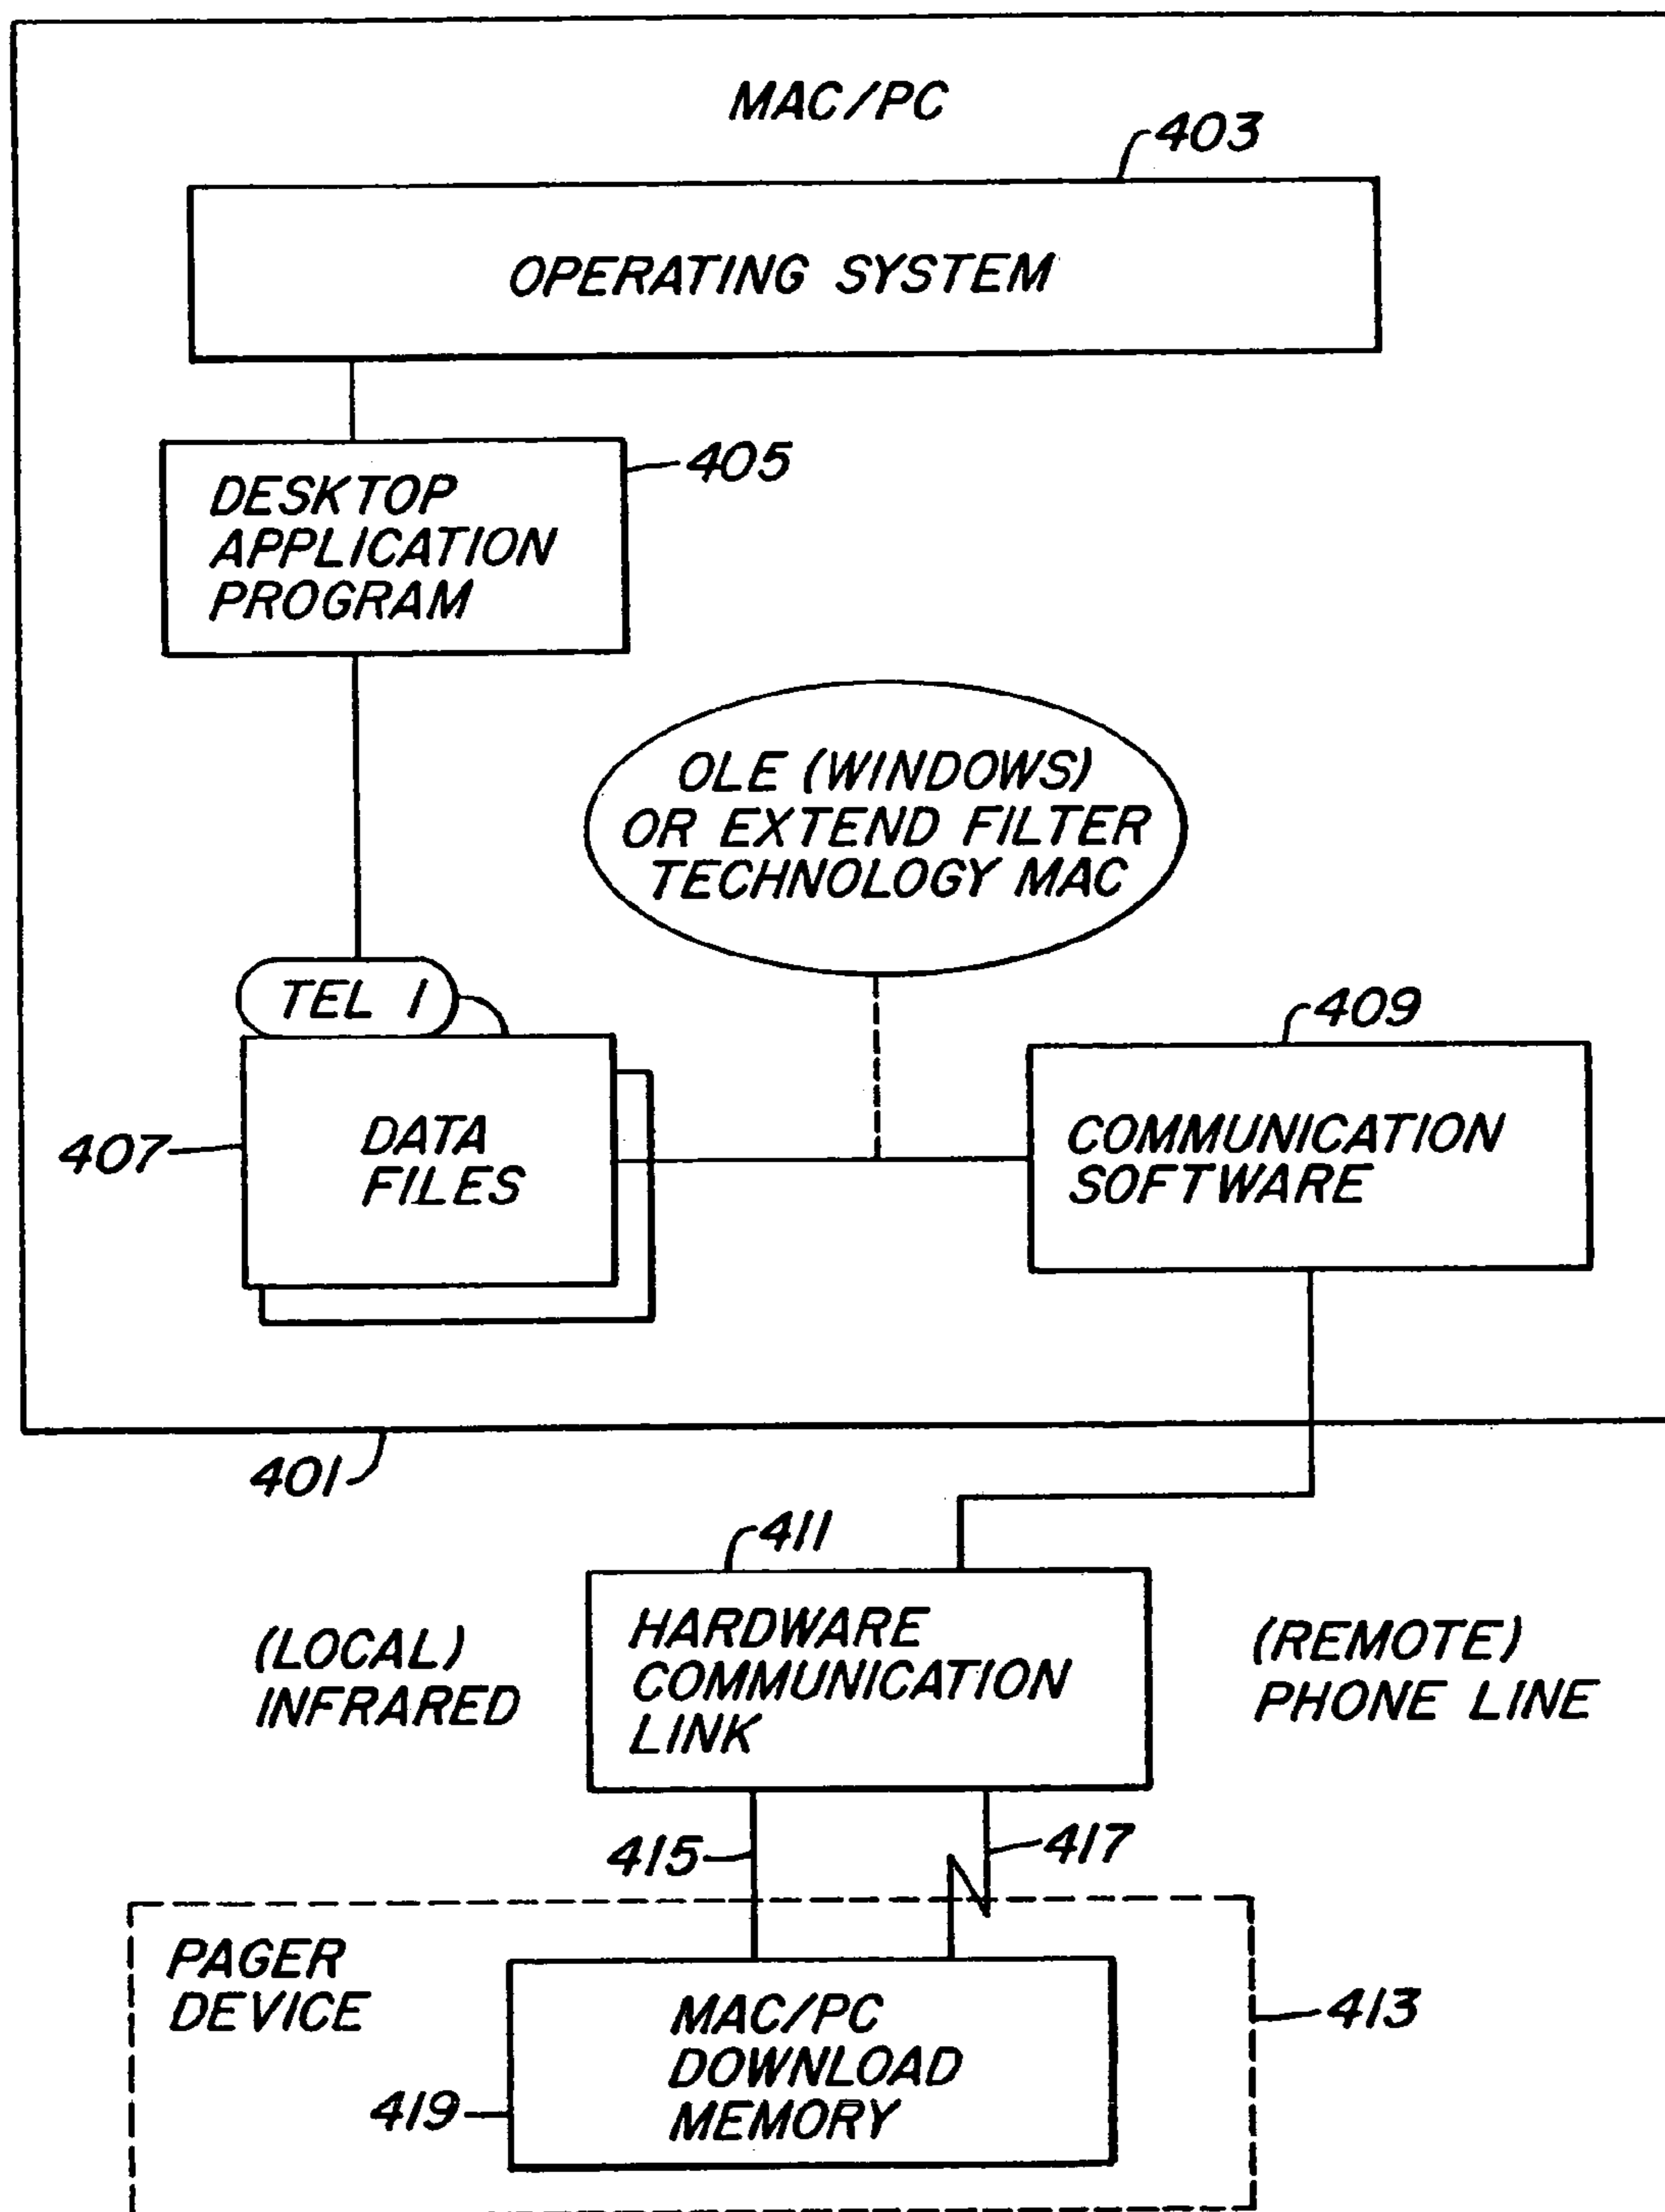 MAC/PC
403
OPERATING SYSTEM
405
DESKTOP
APPLICATION
PROGRAM
OLE (WINDOWS)
OR EXTEND FILTER
TECHNOLOGY MAC
TEL 1
409
407
DATA
FILES
COMMUNICATION
SOFTWARE
401
411
(LOCAL)
INFRARED
HARDWARE
COMMUNICATION
LINK
(REMOTE)
PHONE LINE
415
417
PAGER
DEVICE
413
MAC/PC
DOWNLOAD
MEMORY
419